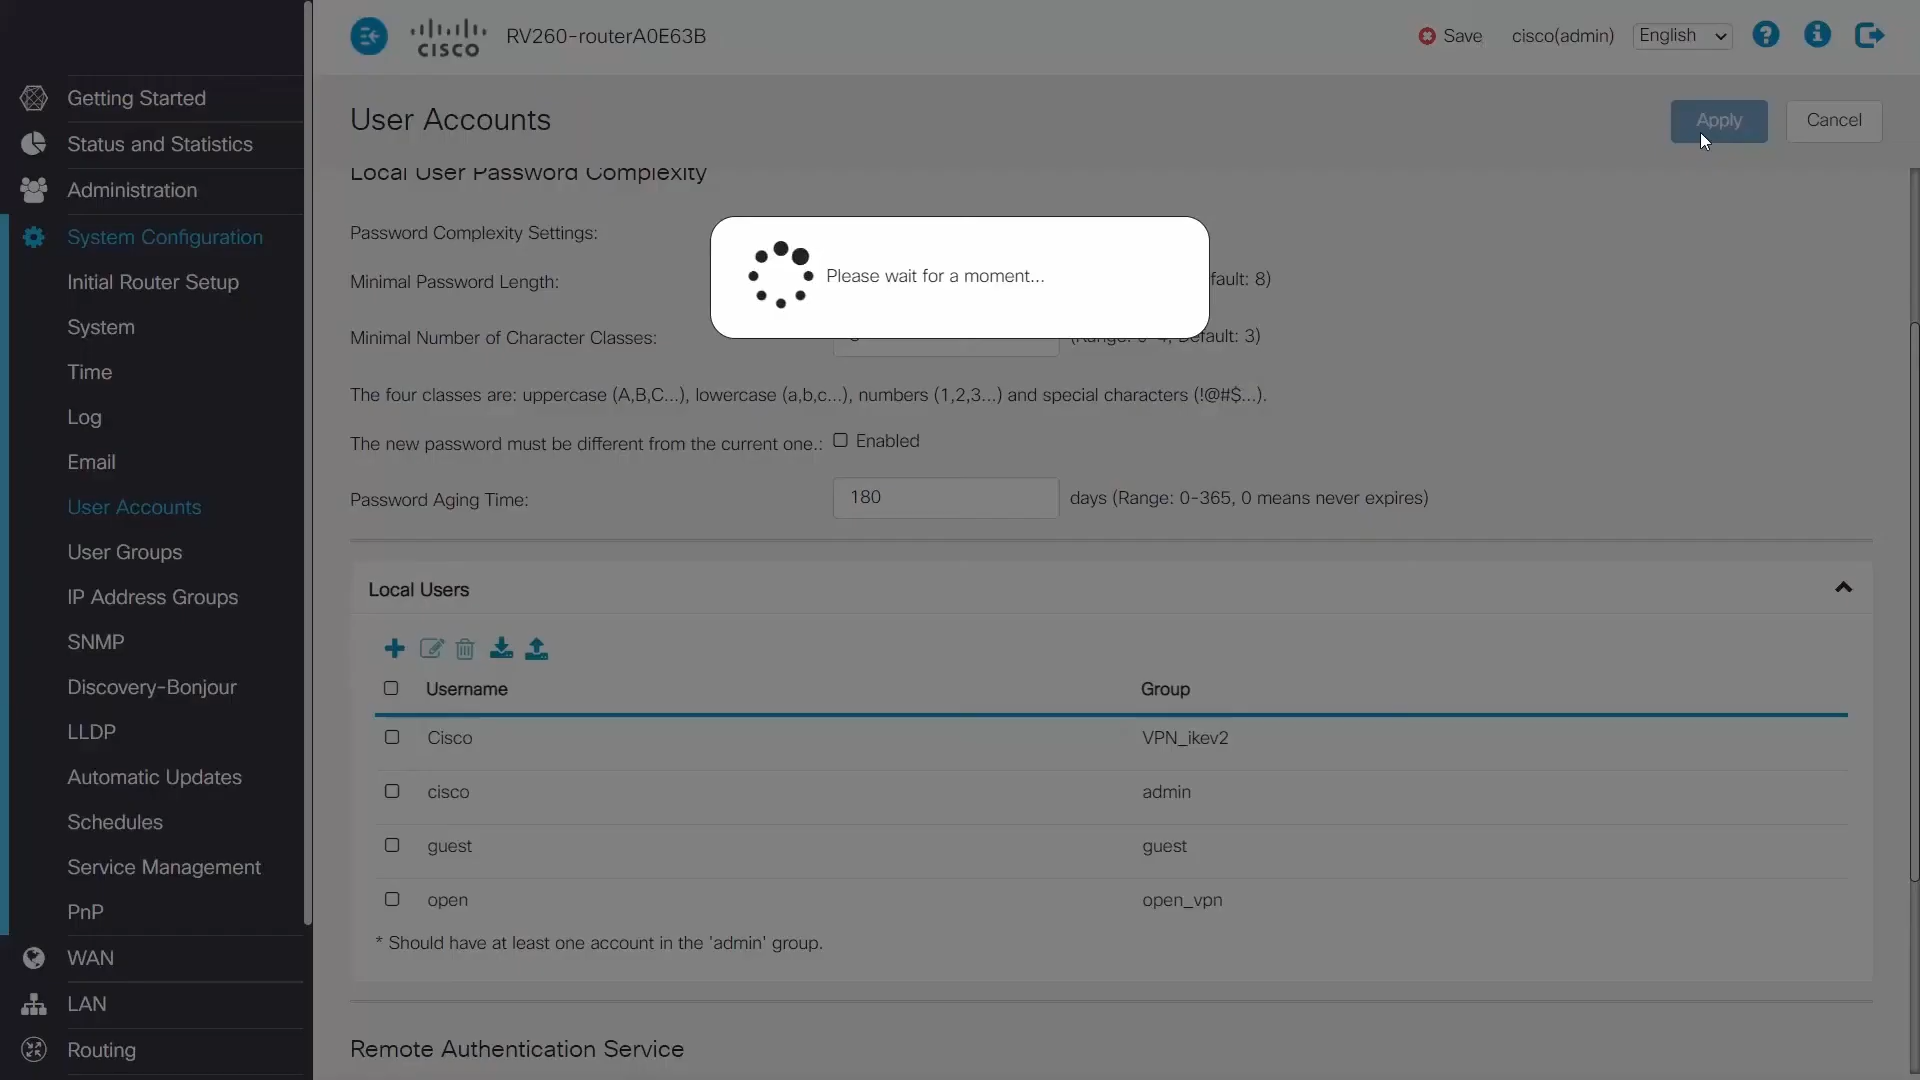 CISCO RV260-routerA0E63B Save cisco(admin) English
Getting Started
Status and Statistics
Administration
System Configuration
Initial Router Setup
System
Time
Log
Email
User Accounts
User Groups
IP Address Groups
SNMP
Discovery-Bonjour
LLDP
Automatic Updates
Schedules
Service Management
PnP
WAN
LAN
Routing
User Accounts Apply Cancel
Local User Password Complexity
Password Complexity Settings:
Please wait for a moment...
Minimal Password Length: fault: 8)
Minimal Number of Character Classes: (Range: 0-4, Default: 3)
The four classes are: uppercase (A,B,C...), lowercase (a,b,c...), numbers (1,2,3...) and special characters (!@#$...).
The new password must be different from the current one.: Enabled
Password Aging Time: 180 days (Range: 0-365, 0 means never expires)
Local Users
Username Group
Cisco VPN_ikev2
cisco admin
guest guest
open open_vpn
* Should have at least one account in the 'admin' group.
Remote Authentication Service